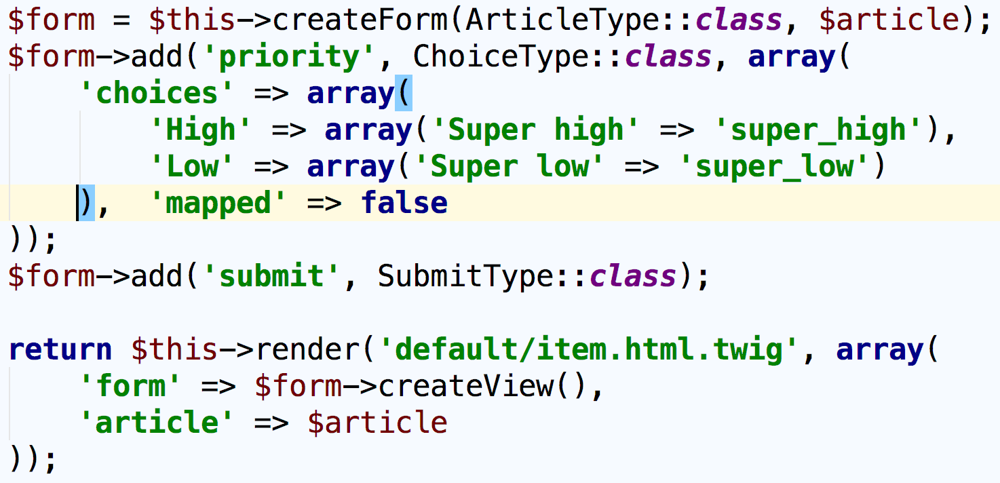 $form = $this->createForm(ArticleType::class, $article);
$form->add('priority', ChoiceType::class, array(
    'choices' => array(
        'High' => array('Super high' => 'super_high'),
        'Low' => array('Super low' => 'super_low')
    ),  'mapped' => false
));
$form->add('submit', SubmitType::class);

return $this->render('default/item.html.twig', array(
    'form' => $form->createView(),
    'article' => $article
));